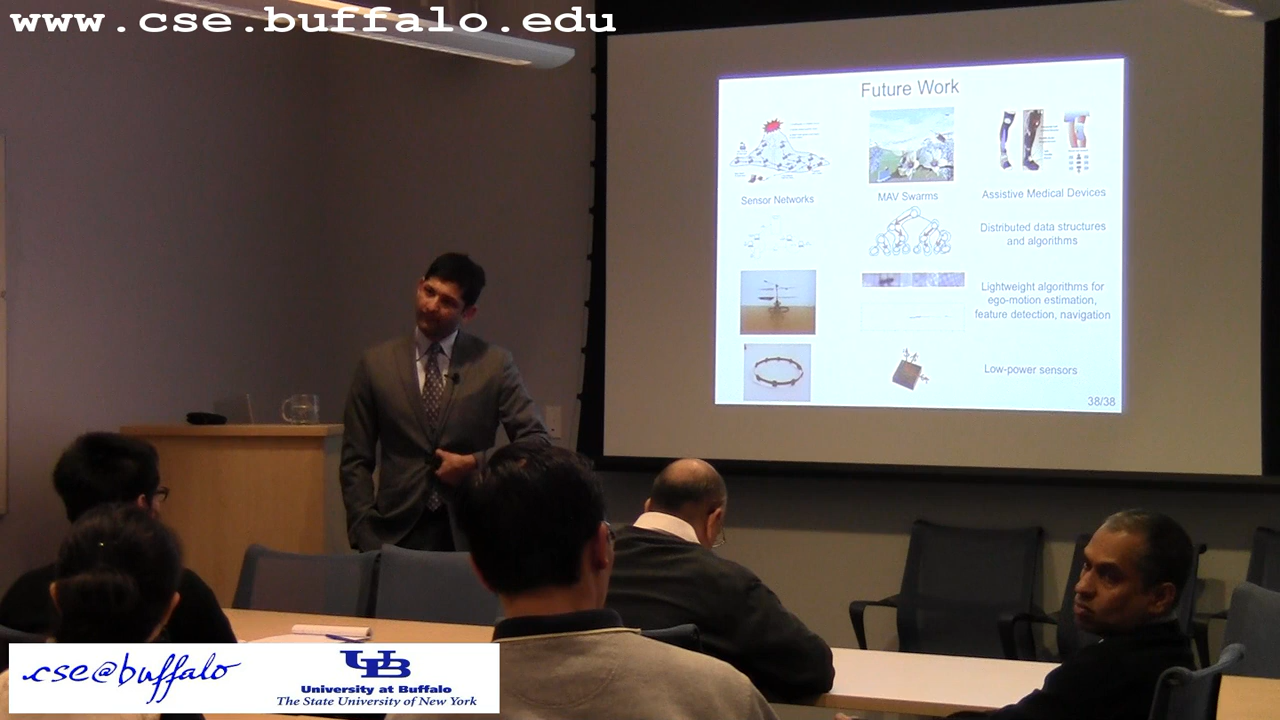 www.cse.buffalo.edu
Future Work
Sensor Networks
MAV Swarms
Assistive Medical Devices
Distributed data structures
and algorithms
Lightweight algorithms for
ego-motion estimation,
feature detection, navigation
Low-power sensors
38/38
cse@buffalo
UB
University at Buffalo
The State University of New York